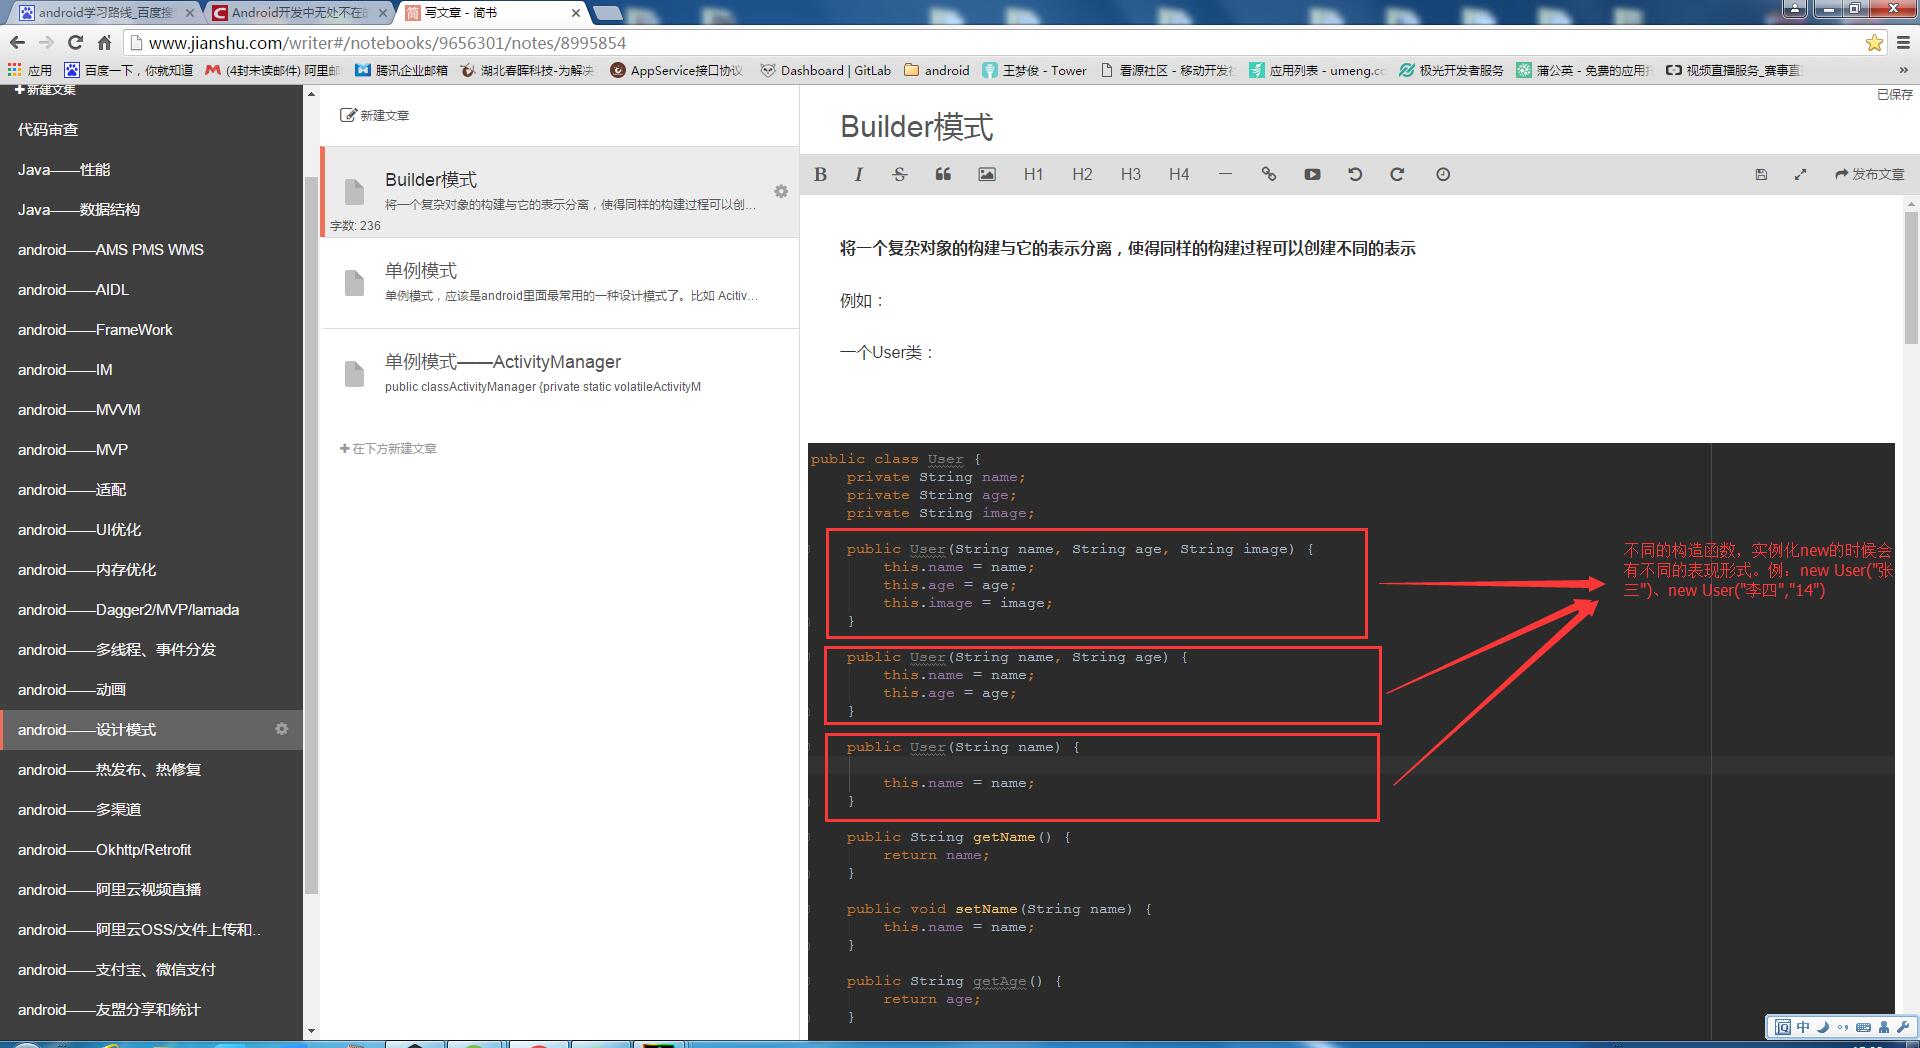 android学习路线_百度搜
Android开发中无处不在的
写文章 - 简书
www.jianshu.com/writer#/notebooks/9656301/notes/8995854
应用
百度一下，你就知道
(4封未读邮件) 阿里邮
腾讯企业邮箱
湖北春晖科技-为解决
AppService接口协议
Dashboard | GitLab
android
王梦俊 - Tower
看源社区 - 移动开发社
应用列表 - umeng.co
极光开发者服务
蒲公英 - 免费的应用
视频直播服务_赛事直
»
+新建文集
代码审查
Java——性能
Java——数据结构
android——AMS PMS WMS
android——AIDL
android——FrameWork
android——IM
android——MVVM
android——MVP
android——适配
android——UI优化
android——内存优化
android——Dagger2/MVP/lamada
android——多线程、事件分发
android——动画
android——设计模式
android——热发布、热修复
android——多渠道
android——Okhttp/Retrofit
android——阿里云视频直播
android——阿里云OSS/文件上传和..
android——支付宝、微信支付
android——友盟分享和统计
新建文章
Builder模式
将一个复杂对象的构建与它的表示分离，使得同样的构建过程可以创…
字数: 236
单例模式
单例模式，应该是android里面最常用的一种设计模式了。比如 Acitiv…
单例模式——ActivityManager
public classActivityManager {private static volatileActivityM
+在下方新建文章
已保存
Builder模式
B I S H1 H2 H3 H4 发布文章
将一个复杂对象的构建与它的表示分离，使得同样的构建过程可以创建不同的表示
例如：
一个User类：
public class User {
private String name;
private String age;
private String image;
public User(String name, String age, String image) {
this.name = name;
this.age = age;
this.image = image;
}
public User(String name, String age) {
this.name = name;
this.age = age;
}
public User(String name) {
this.name = name;
}
public String getName() {
return name;
}
public void setName(String name) {
this.name = name;
}
public String getAge() {
return age;
}
不同的构造函数，实例化new的时候会
有不同的表现形式。例：new User("张
三")、new User("李四","14")
中